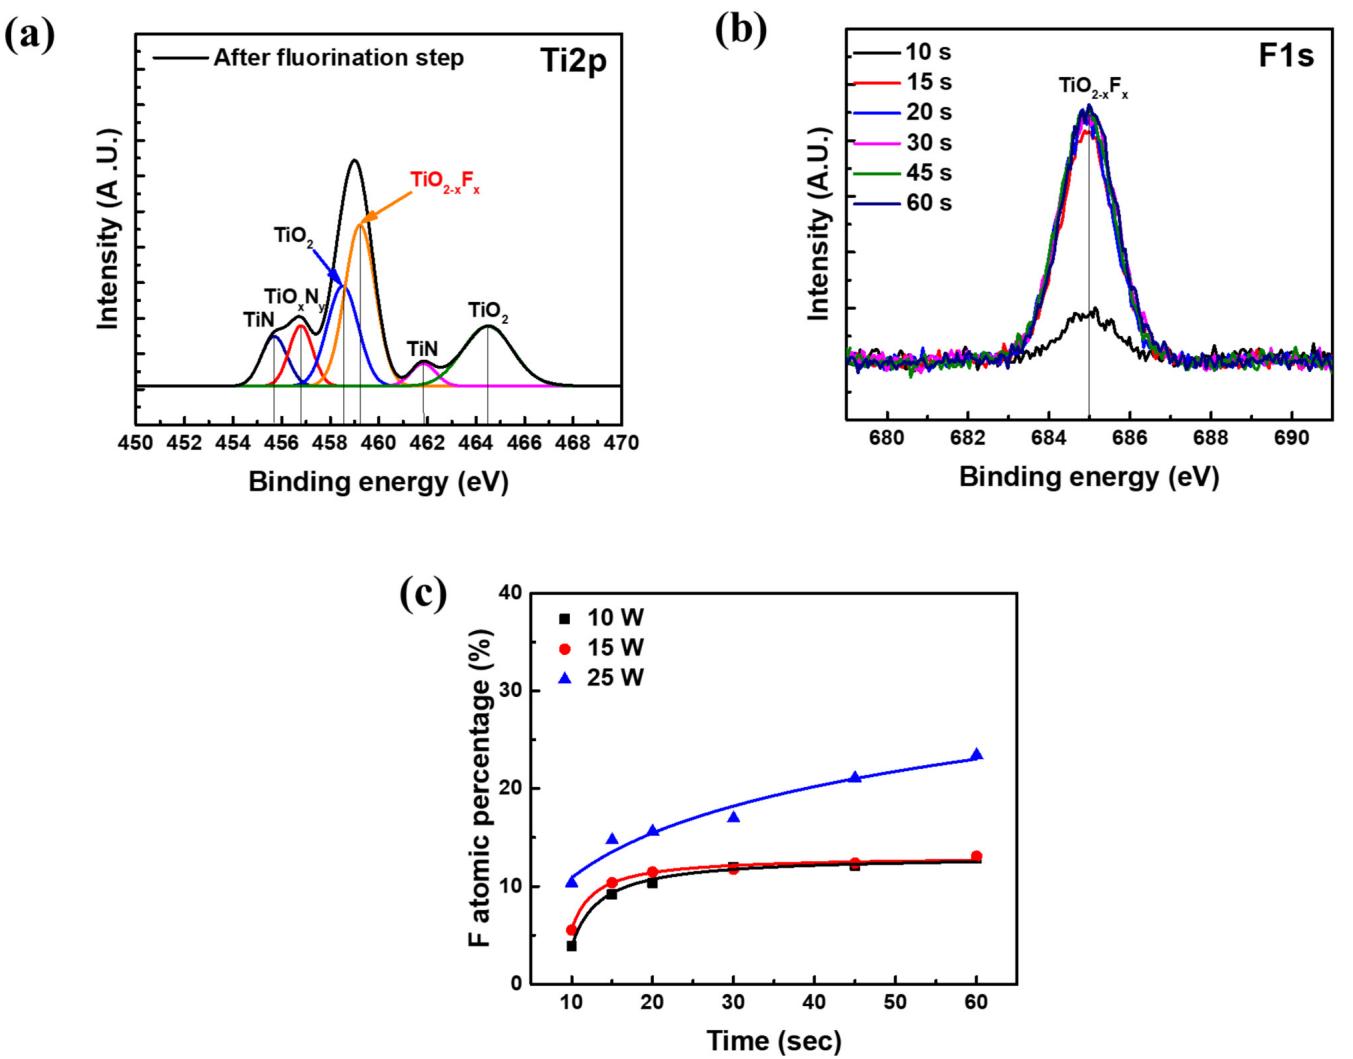 (a)
After fluorination step
Ti2p
TiO2-xFx
TiO2
TiOxNy
TiN
TiN
TiO2
Intensity (A.U.)
450 452 454 456 458 460 462 464 466 468 470
Binding energy (eV)
(b)
10 s
15 s
20 s
30 s
45 s
60 s
F1s
TiO2-xFx
Intensity (A.U.)
680 682 684 686 688 690
Binding energy (eV)
(c)
10 W
15 W
25 W
F atomic percentage (%)
40
30
20
10
0
10 20 30 40 50 60
Time (sec)